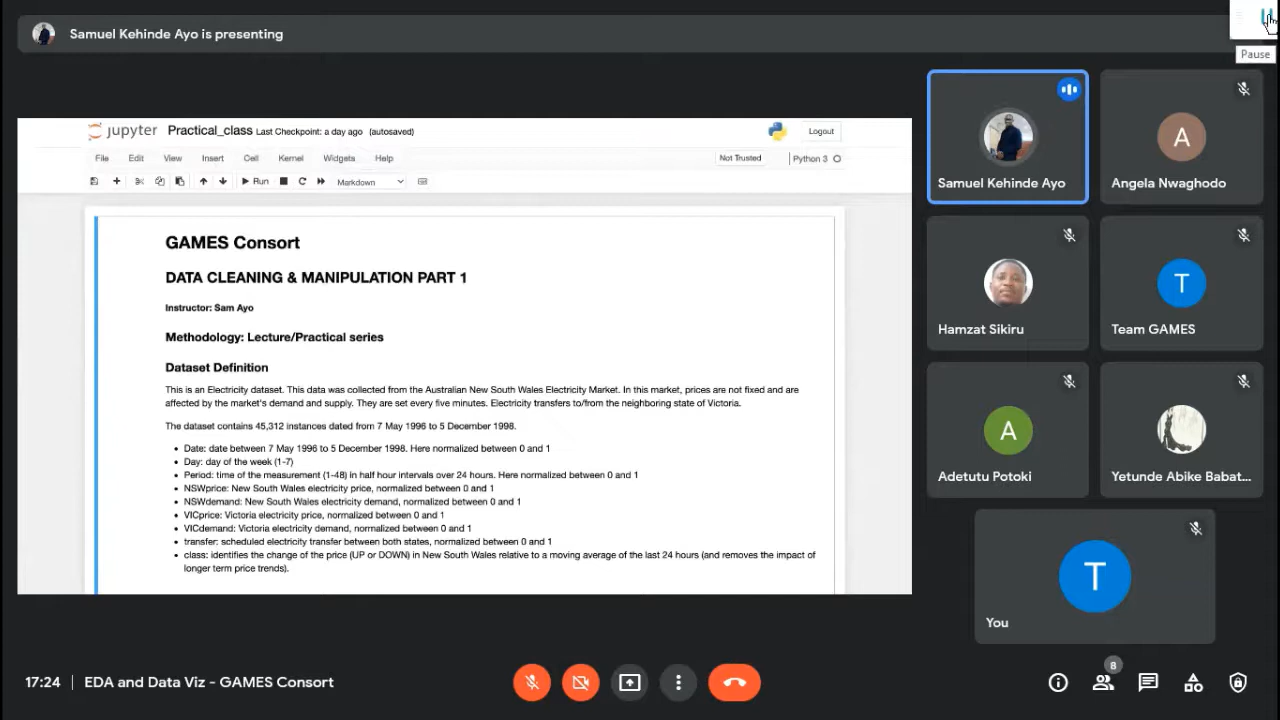 Samuel Kehinde Ayo is presenting
Pause
jupyter Practical_class Last Checkpoint: a day ago (autosaved)
Logout
File Edit View Insert Cell Kernel Widgets Help
Not Trusted
Python 3
Run
Markdown
GAMES Consort
DATA CLEANING & MANIPULATION PART 1
Instructor: Sam Ayo
Methodology: Lecture/Practical series
Dataset Definition
This is an Electricity dataset. This data was collected from the Australian New South Wales Electricity Market. In this market, prices are not fixed and are
affected by the market's demand and supply. They are set every five minutes. Electricity transfers to/from the neighboring state of Victoria.
The dataset contains 45,312 instances dated from 7 May 1996 to 5 December 1998.
• Date: date between 7 May 1996 to 5 December 1998. Here normalized between 0 and 1
• Day: day of the week (1-7)
• Period: time of the measurement (1-48) in half hour intervals over 24 hours. Here normalized between 0 and 1
• NSWprice: New South Wales electricity price, normalized between 0 and 1
• NSWdemand: New South Wales electricity demand, normalized between 0 and 1
• VICprice: Victoria electricity price, normalized between 0 and 1
• VICdemand: Victoria electricity demand, normalized between 0 and 1
• transfer: scheduled electricity transfer between both states, normalized between 0 and 1
• class: identifies the change of the price (UP or DOWN) in New South Wales relative to a moving average of the last 24 hours (and removes the impact of
longer term price trends).
Samuel Kehinde Ayo
A
Angela Nwaghodo
Hamzat Sikiru
T
Team GAMES
A
Adetutu Potoki
Yetunde Abike Babat...
T
You
17:24 | EDA and Data Viz - GAMES Consort
8